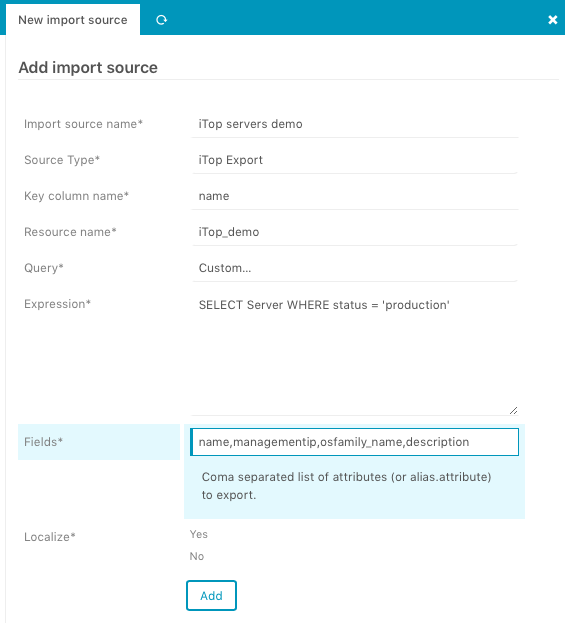 New import source
Add import source
Import source name* iTop servers demo
Source Type* iTop Export
Key column name* name
Resource name* iTop_demo
Query* Custom...
Expression* SELECT Server WHERE status = 'production'
Fields* name,managementip,osfamily_name,description
Coma separated list of attributes (or alias.attribute)
to export.
Localize* Yes
No
Add